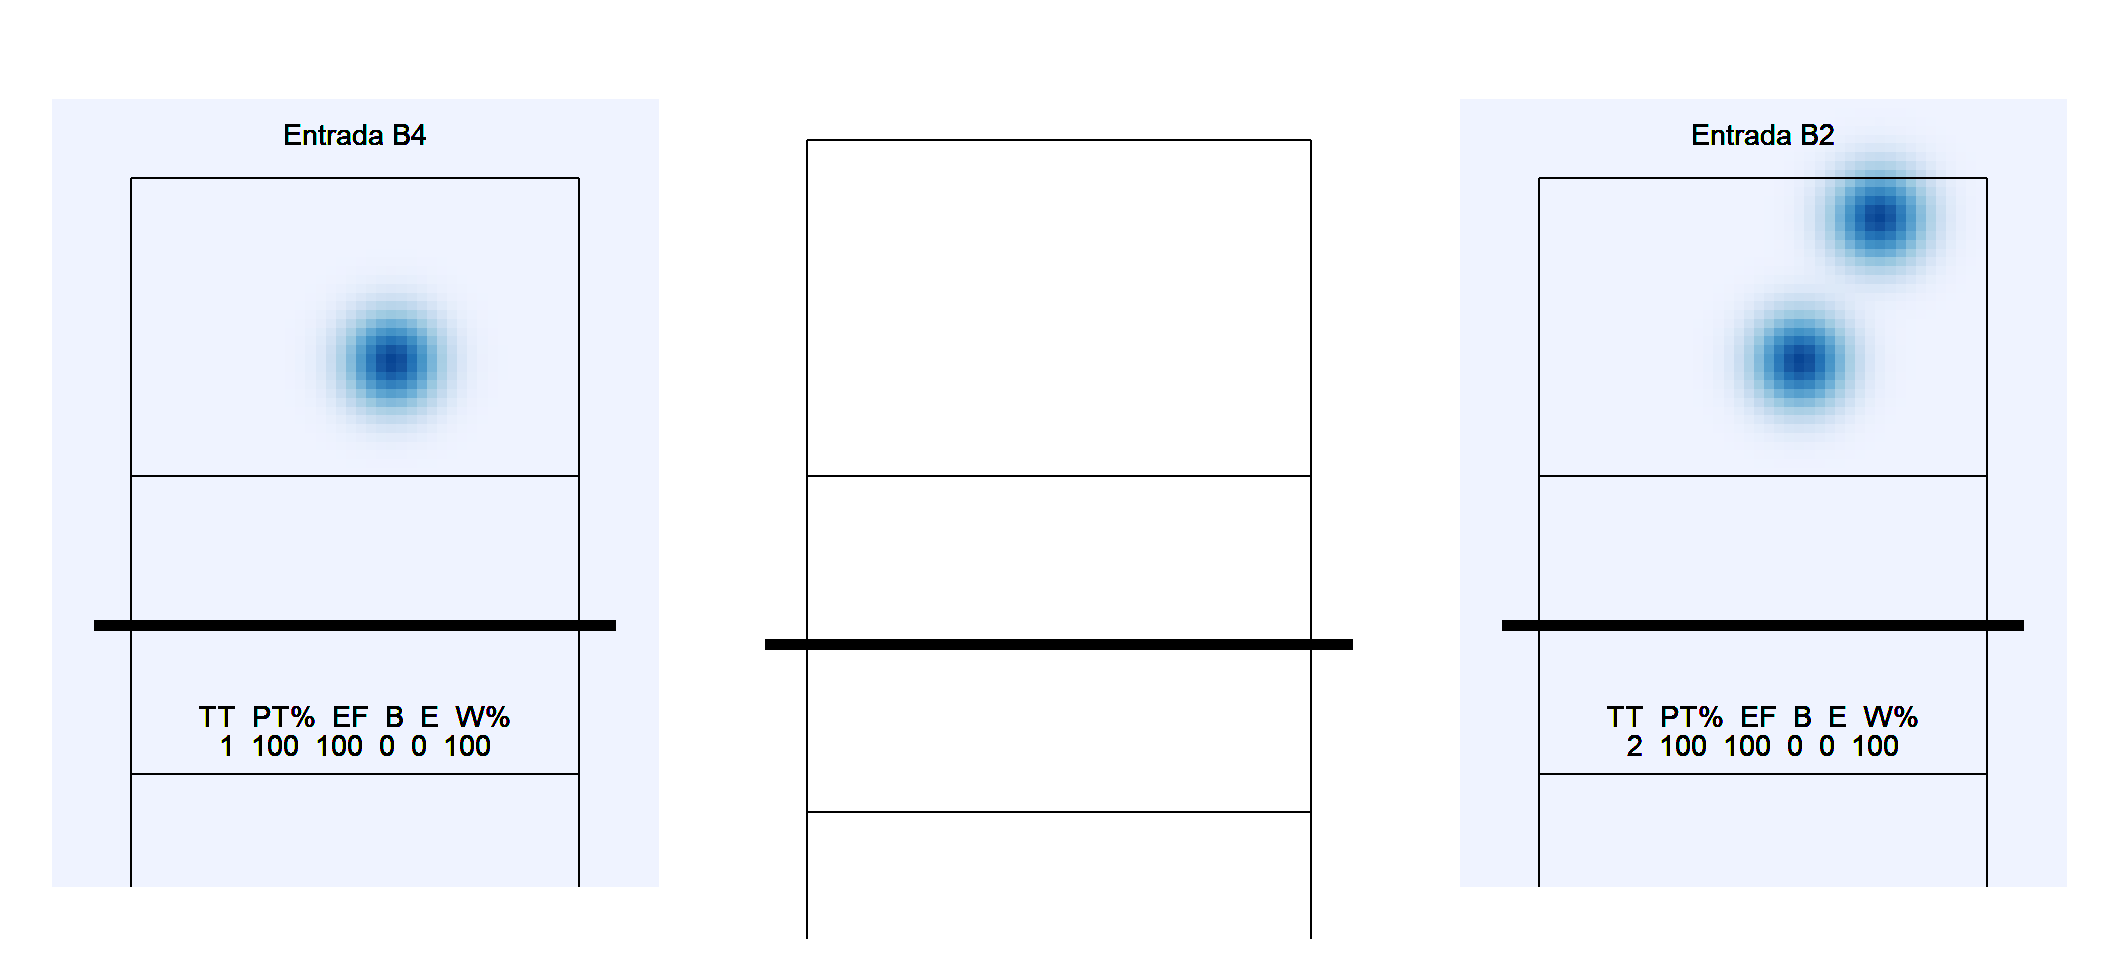 Entrada B4
TT PT% EF B E W%
1 100 100 0 0 100
Entrada B2
TT PT% EF B E W%
2 100 100 0 0 100